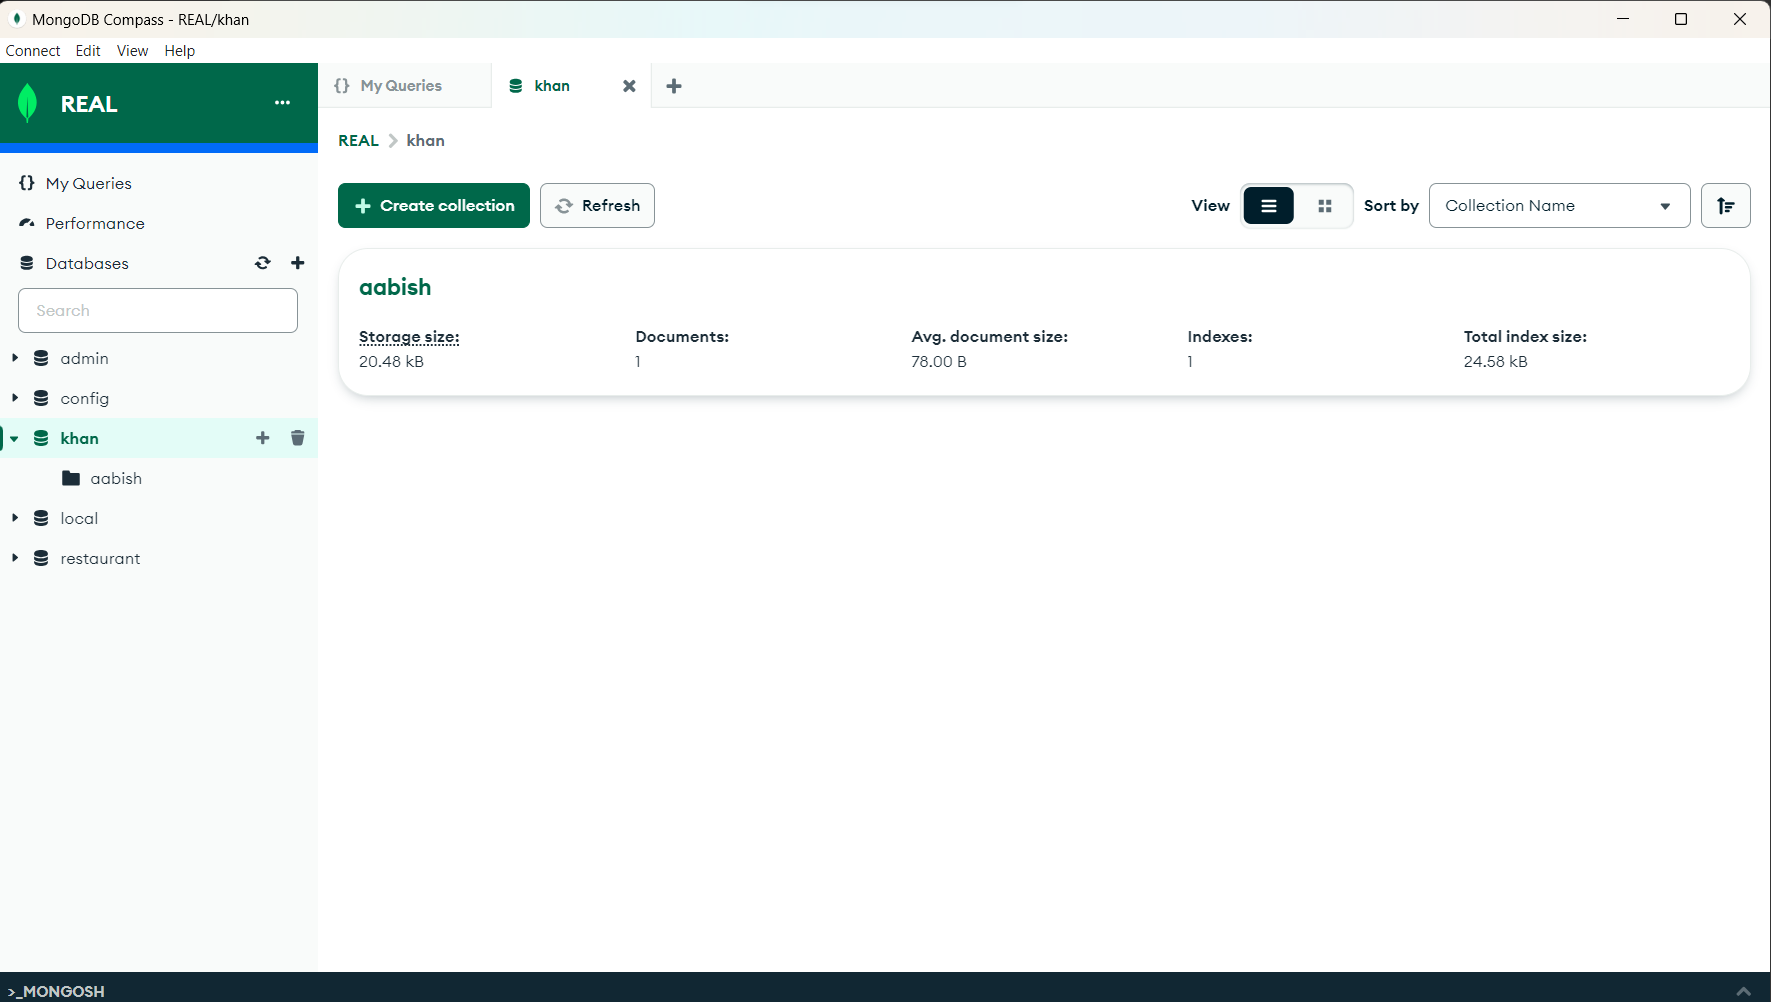 MongoDB Compass - REAL/khan
Connect Edit View Help
REAL
My Queries
Performance
Databases
Search
admin
config
khan
aabish
local
restaurant
{} My Queries
khan
REAL > khan
+ Create collection
Refresh
View
Sort by
Collection Name
aabish
Storage size: Documents: Avg. document size: Indexes: Total index size:
20.48 kB 1 78.00 B 1 24.58 kB
>_MONGOSH